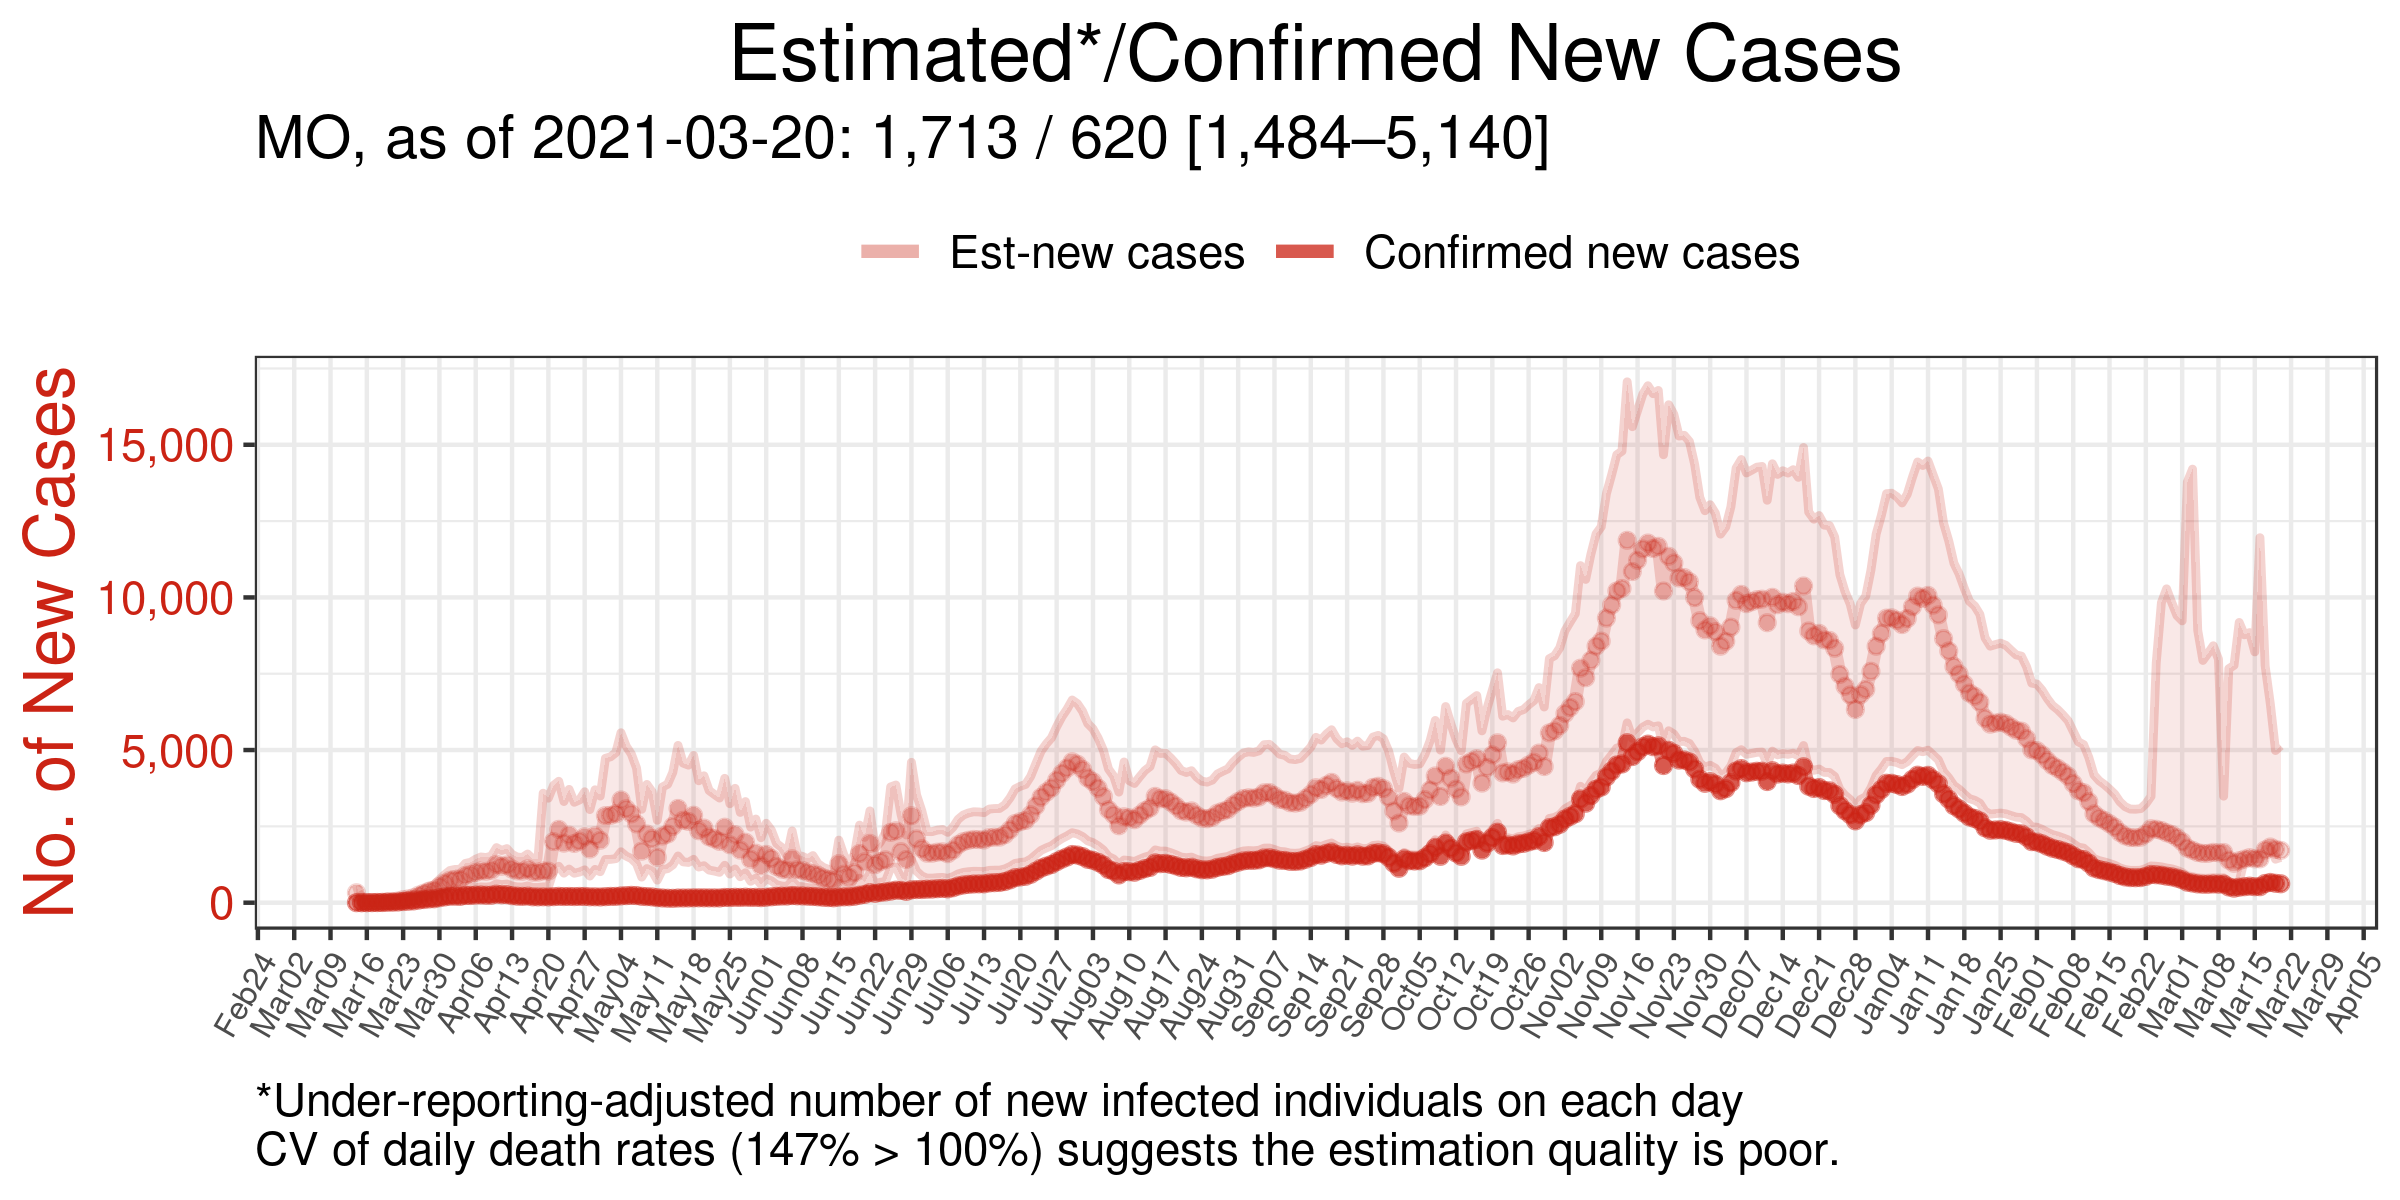 Estimated*/Confirmed New Cases
MO, as of 2021-03-20: 1,713 / 620 [1,484–5,140]
Est-new cases Confirmed new cases
No. of New Cases
15,000
10,000
5,000
0
Feb24 Mar02 Mar09 Mar16 Mar23 Mar30 Apr06 Apr13 Apr20 Apr27 May04 May11 May18 May25 Jun01 Jun08 Jun15 Jun22 Jun29 Jul06 Jul13 Jul20 Jul27 Aug03 Aug10 Aug17 Aug24 Aug31 Sep07 Sep14 Sep21 Sep28 Oct05 Oct12 Oct19 Oct26 Nov02 Nov09 Nov16 Nov23 Nov30 Dec07 Dec14 Dec21 Dec28 Jan04 Jan11 Jan18 Jan25 Feb01 Feb08 Feb15 Feb22 Mar01 Mar08 Mar15 Mar22 Mar29 Apr05
*Under-reporting-adjusted number of new infected individuals on each day
CV of daily death rates (147% > 100%) suggests the estimation quality is poor.